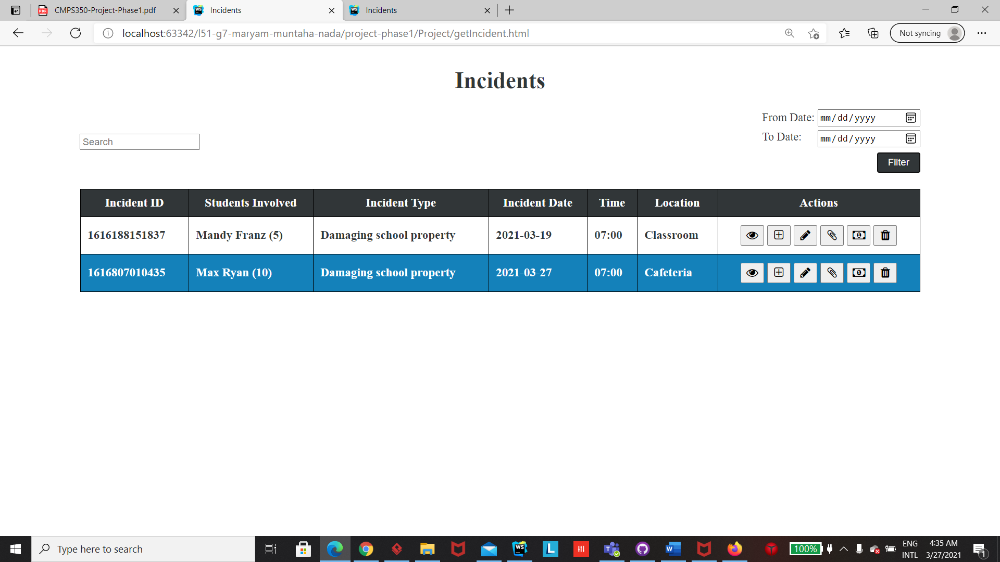 CMPS350-Project-Phase1.pdf
Incidents
Incidents
localhost:63342/l51-g7-maryam-muntaha-nada/project-phase1/Project/getIncident.html
Not syncing
Incidents
From Date: mm/dd/yyyy
To Date: mm/dd/yyyy
Search
Filter
Incident ID Students Involved Incident Type Incident Date Time Location Actions
1616188151837 Mandy Franz (5) Damaging school property 2021-03-19 07:00 Classroom
1616807010435 Max Ryan (10) Damaging school property 2021-03-27 07:00 Cafeteria
Type here to search
100%
ENG
INTL
4:35 AM
3/27/2021
1